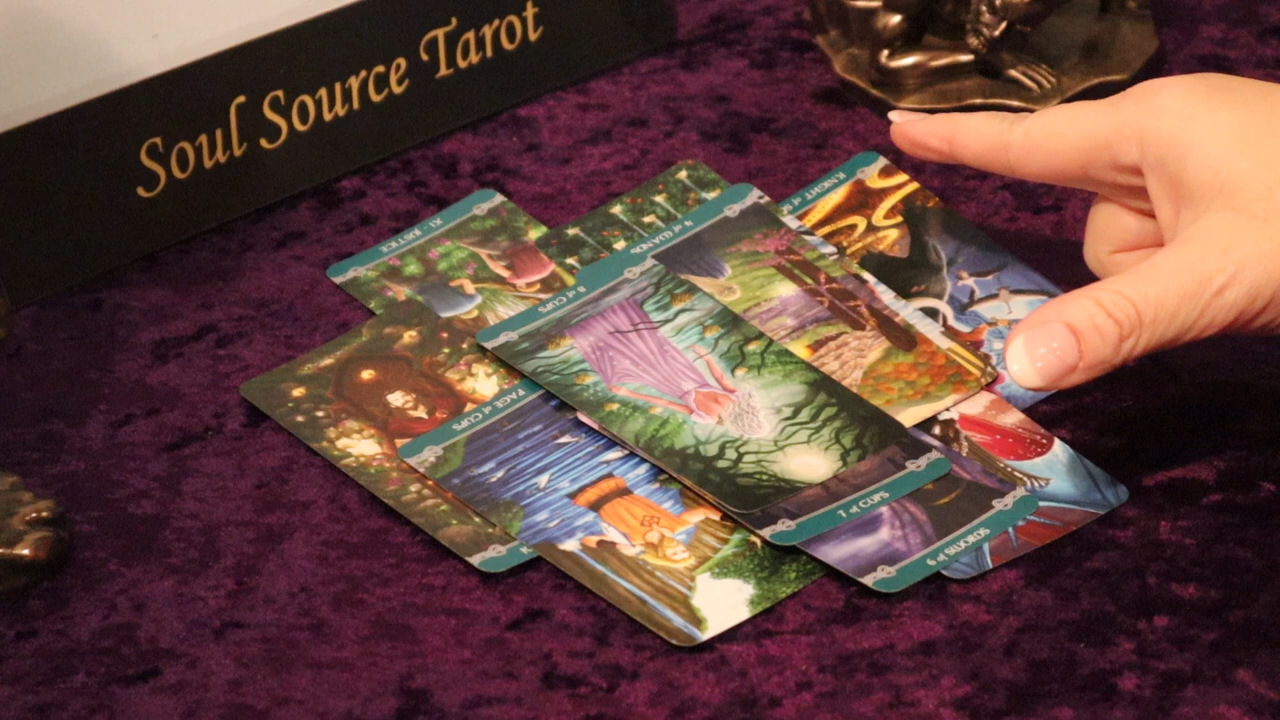 Soul Source Tarot
KNIGHT of
XI · JUSTICE
4 of WANDS
8 of CUPS
PAGE of CUPS
7 of CUPS
6 of SWORDS